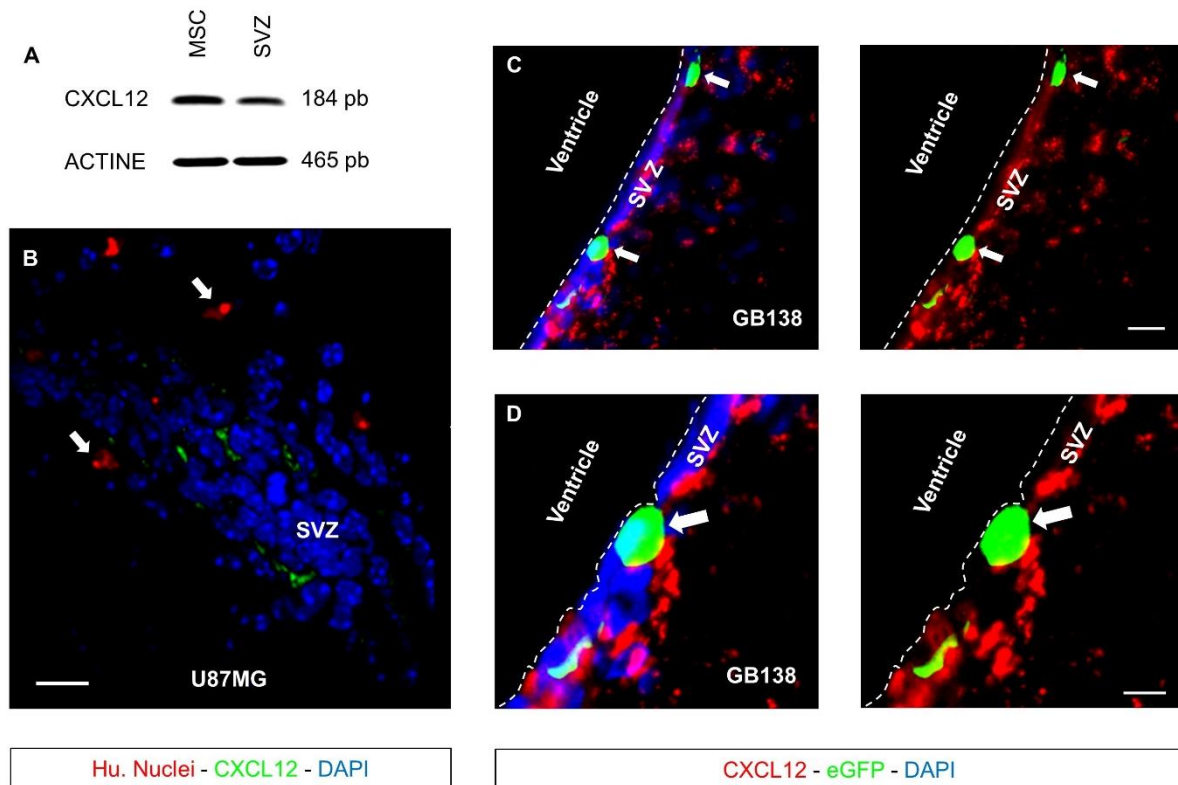 A
MSC
SVZ
CXCL12
184 pb
ACTINE
465 pb
B
SVZ
U87MG
Hu. Nuclei - CXCL12 - DAPI
C
Ventricle
SVZ
GB138
Ventricle
SVZ
D
Ventricle
SVZ
GB138
Ventricle
SVZ
CXCL12 - eGFP - DAPI